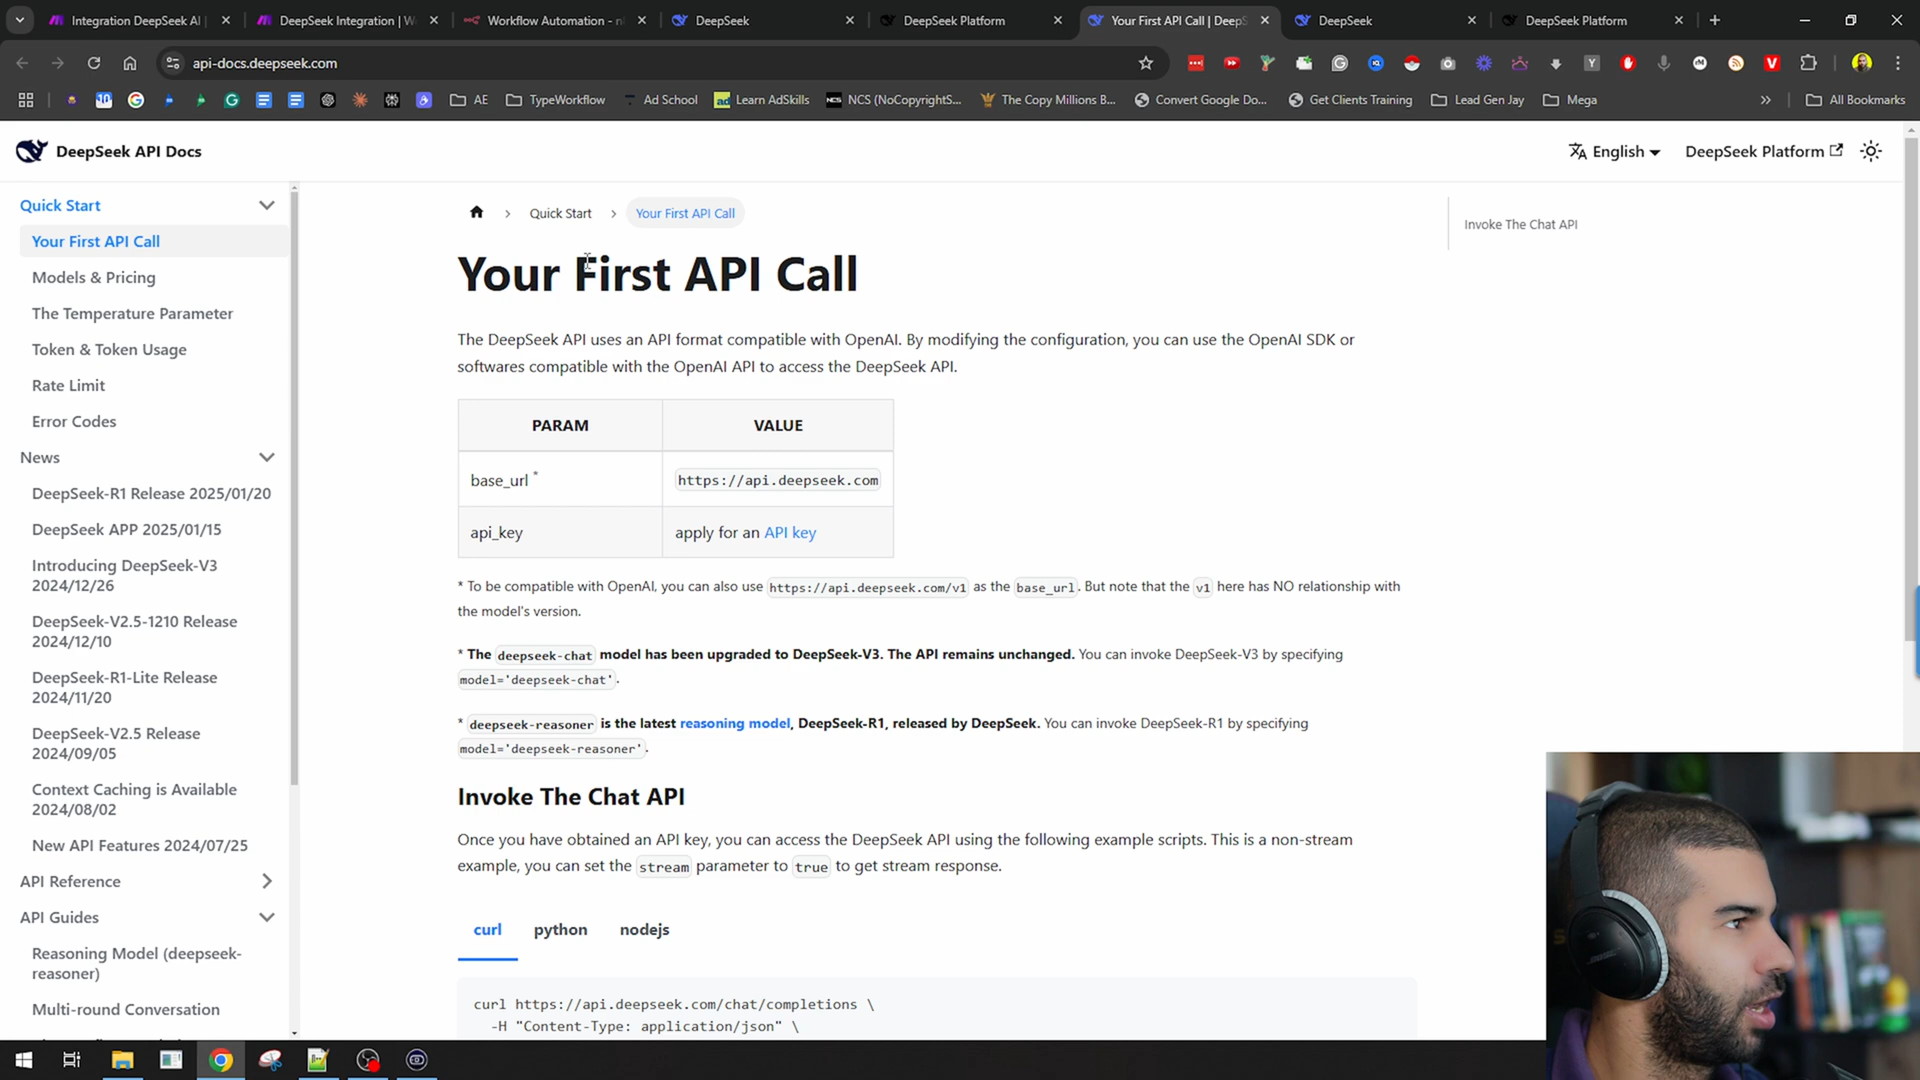 Integration DeepSeek AI
DeepSeek Integration | W
Workflow Automation - n
DeepSeek
DeepSeek Platform
Your First API Call | DeepS
DeepSeek
DeepSeek Platform
api-docs.deepseek.com
AE
TypeWorkflow
Ad School
Learn AdSkills
NCS (NoCopyrightS...
The Copy Millions B...
Convert Google Do...
Get Clients Training
Lead Gen Jay
Mega
All Bookmarks
DeepSeek API Docs
English
DeepSeek Platform
Quick Start
Your First API Call
Models & Pricing
The Temperature Parameter
Token & Token Usage
Rate Limit
Error Codes
News
DeepSeek-R1 Release 2025/01/20
DeepSeek APP 2025/01/15
Introducing DeepSeek-V3
2024/12/26
DeepSeek-V2.5-1210 Release
2024/12/10
DeepSeek-R1-Lite Release
2024/11/20
DeepSeek-V2.5 Release
2024/09/05
Context Caching is Available
2024/08/02
New API Features 2024/07/25
API Reference
API Guides
Reasoning Model (deepseek-
reasoner)
Multi-round Conversation
Quick Start
Your First API Call
Your First API Call
The DeepSeek API uses an API format compatible with OpenAI. By modifying the configuration, you can use the OpenAI SDK or
softwares compatible with the OpenAI API to access the DeepSeek API.
PARAM VALUE
base_url * https://api.deepseek.com
api_key apply for an API key
* To be compatible with OpenAI, you can also use https://api.deepseek.com/v1 as the base_url. But note that the v1 here has NO relationship with
the model's version.
* The deepseek-chat model has been upgraded to DeepSeek-V3. The API remains unchanged. You can invoke DeepSeek-V3 by specifying
model='deepseek-chat'.
* deepseek-reasoner is the latest reasoning model, DeepSeek-R1, released by DeepSeek. You can invoke DeepSeek-R1 by specifying
model='deepseek-reasoner'.
Invoke The Chat API
Once you have obtained an API key, you can access the DeepSeek API using the following example scripts. This is a non-stream
example, you can set the stream parameter to true to get stream response.
curl python nodejs
curl https://api.deepseek.com/chat/completions \
-H "Content-Type: application/json" \
Invoke The Chat API